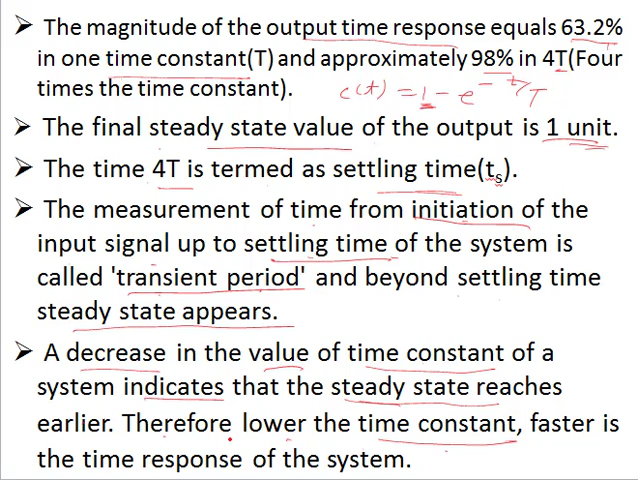 ➢ The magnitude of the output time response equals 63.2%
in one time constant(T) and approximately 98% in 4T(Four
times the time constant).
c(t) = 1 - e^{-t/T}
➢ The final steady state value of the output is 1 unit.
➢ The time 4T is termed as settling time(tₛ).
➢ The measurement of time from initiation of the
input signal up to settling time of the system is
called 'transient period' and beyond settling time
steady state appears.
➢ A decrease in the value of time constant of a
system indicates that the steady state reaches
earlier. Therefore lower the time constant, faster is
the time response of the system.